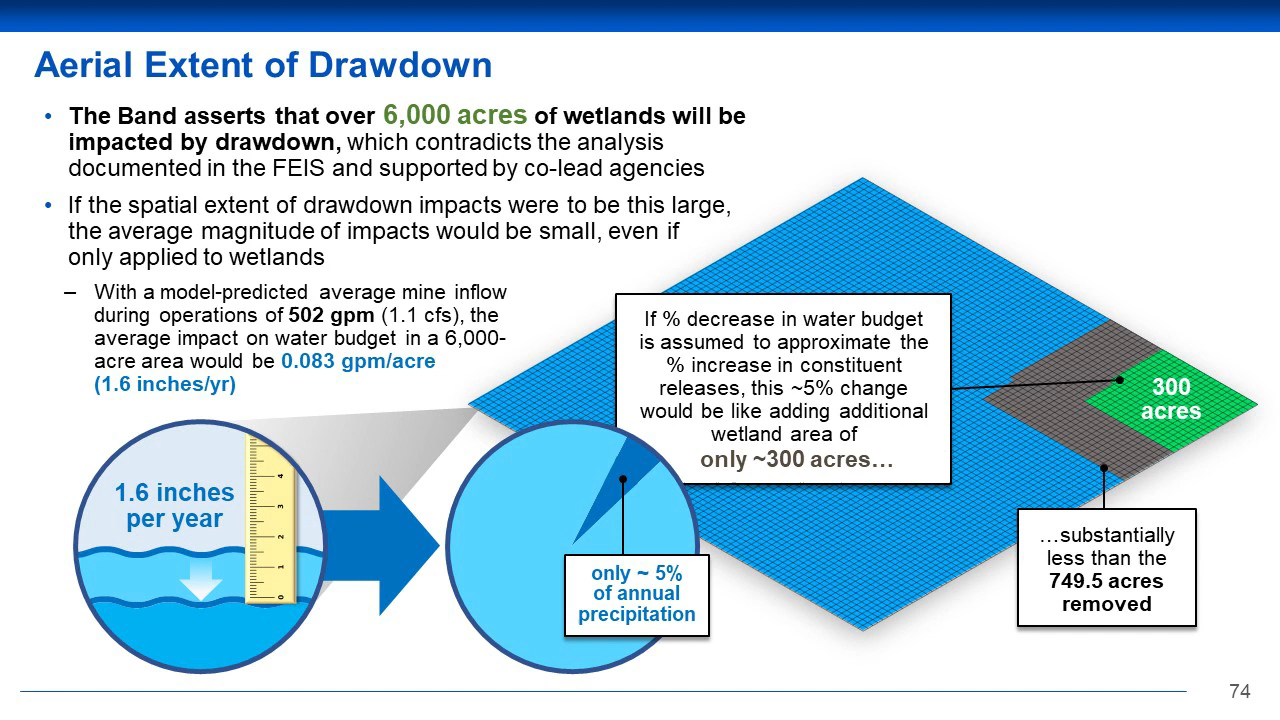 Aerial Extent of Drawdown
• The Band asserts that over 6,000 acres of wetlands will be
impacted by drawdown, which contradicts the analysis
documented in the FEIS and supported by co-lead agencies
• If the spatial extent of drawdown impacts were to be this large,
the average magnitude of impacts would be small, even if
only applied to wetlands
– With a model-predicted average mine inflow
during operations of 502 gpm (1.1 cfs), the
average impact on water budget in a 6,000-
acre area would be 0.083 gpm/acre
(1.6 inches/yr)
If % decrease in water budget
is assumed to approximate the
% increase in constituent
releases, this ~5% change
would be like adding additional
wetland area of
only ~300 acres…
300
acres
1.6 inches
per year
4
3
2
1
0
only ~ 5%
of annual
precipitation
…substantially
less than the
749.5 acres
removed
74